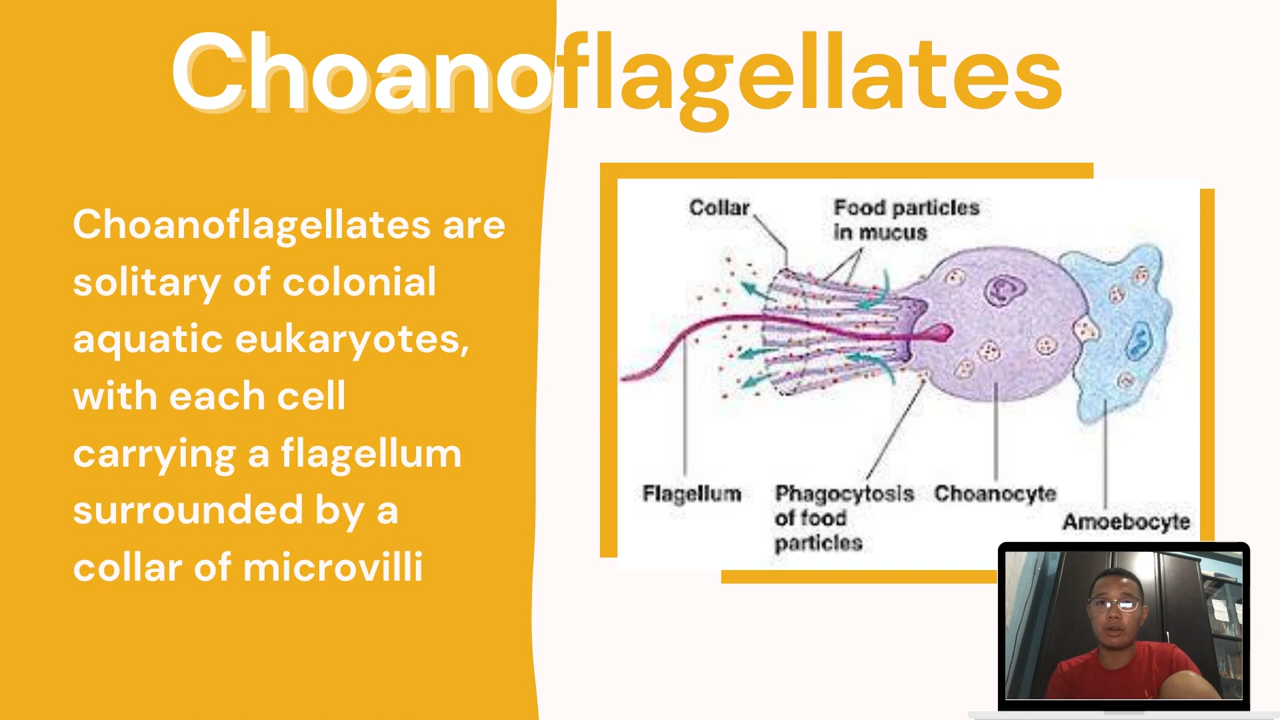 Choanoflagellates
Choanoflagellates are
solitary of colonial
aquatic eukaryotes,
with each cell
carrying a flagellum
surrounded by a
collar of microvilli
Collar
Food particles
in mucus
Flagellum
Phagocytosis
of food
particles
Choanocyte
Amoebocyte